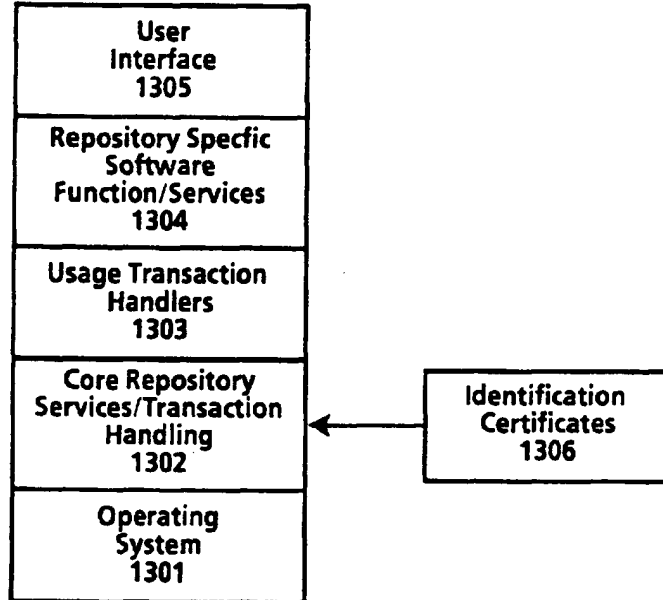 User
Interface
1305
Repository Specfic
Software
Function/Services
1304
Usage Transaction
Handlers
1303
Core Repository
Services/Transaction
Handling
1302
Identification
Certificates
1306
Operating
System
1301